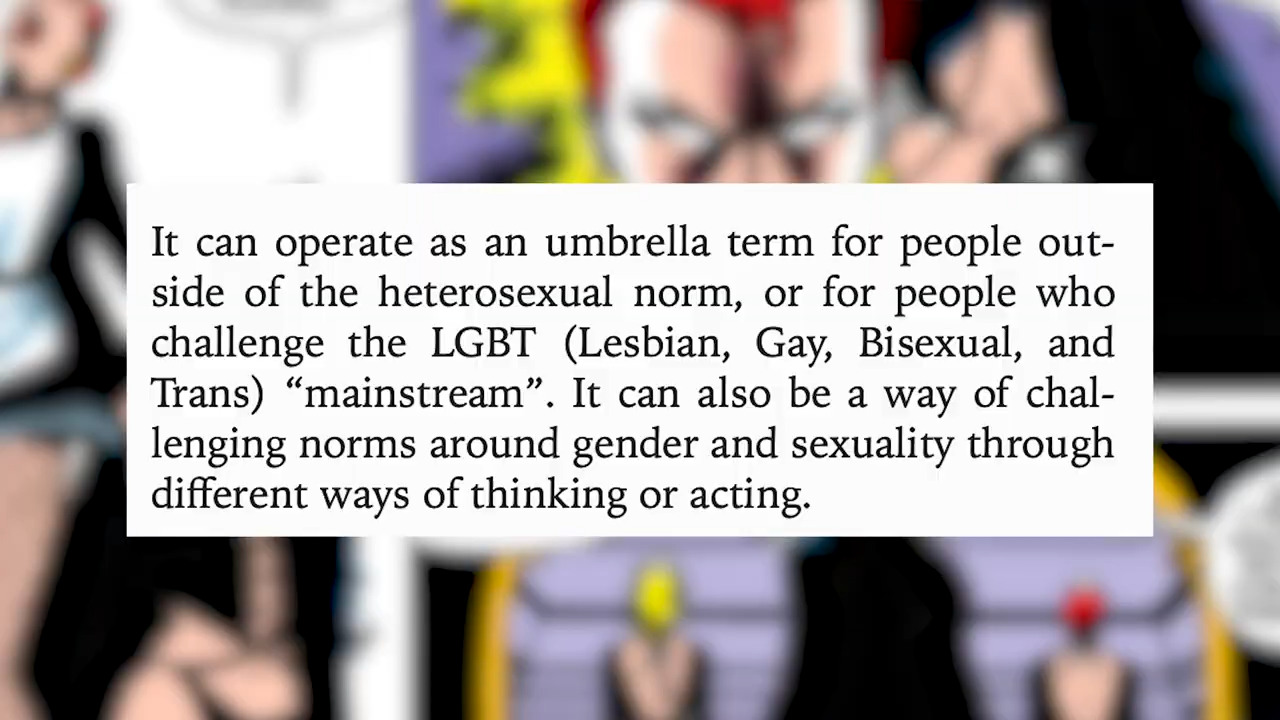 It can operate as an umbrella term for people out-
side of the heterosexual norm, or for people who
challenge the LGBT (Lesbian, Gay, Bisexual, and
Trans) “mainstream”. It can also be a way of chal-
lenging norms around gender and sexuality through
different ways of thinking or acting.